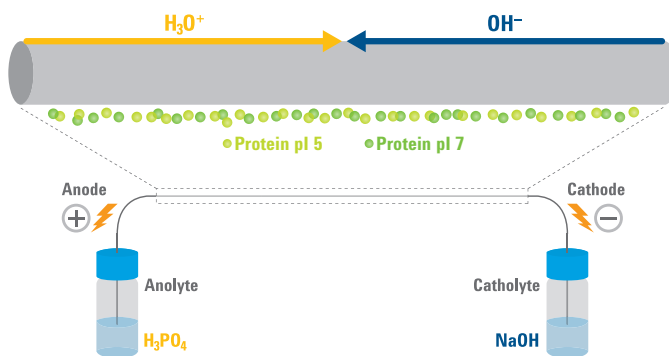 H₃O⁺ OH⁻
Protein pI 5 Protein pI 7
Anode Cathode
+ −
Anolyte Catholyte
H₃PO₄ NaOH